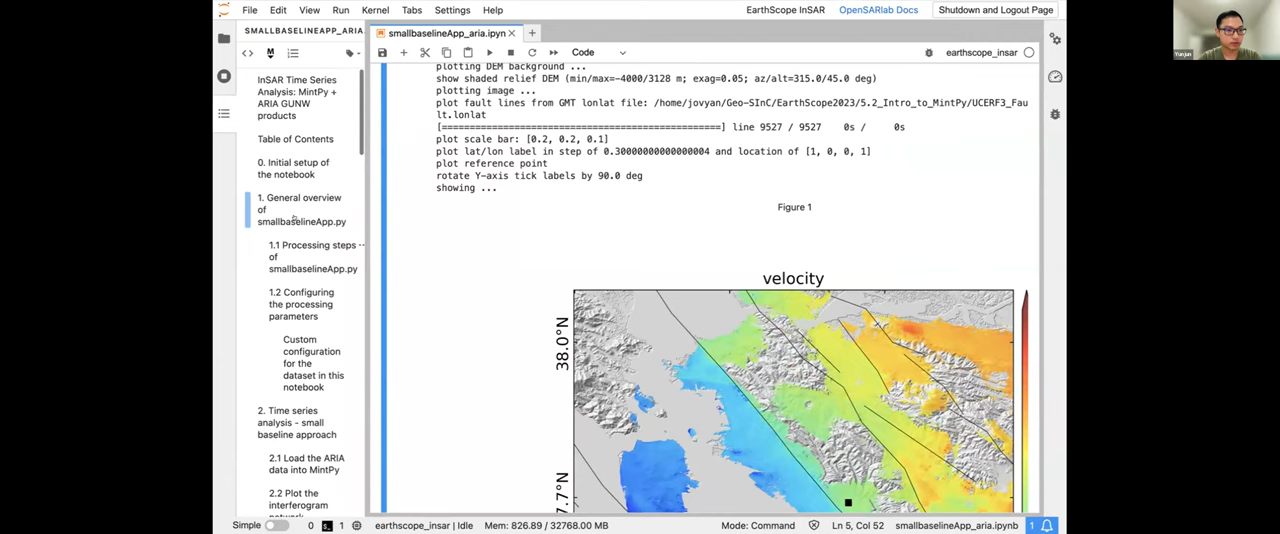 File Edit View Run Kernel Tabs Settings Help EarthScope InSAR OpenSARlab Docs Shutdown and Logout Page
SMALLBASELINEAPP_ARIA.
smallbaselineApp_aria.ipyn
Code
earthscope_insar
InSAR Time Series
Analysis: MintPy +
ARIA GUNW
products
Table of Contents
0. Initial setup of
the notebook
1. General overview
of
smallbaselineApp.py
1.1 Processing steps
of
smallbaselineApp.py
1.2 Configuring
the processing
parameters
Custom
configuration
for the
dataset in this
notebook
2. Time series
analysis - small
baseline approach
2.1 Load the ARIA
data into MintPy
2.2 Plot the
interferogram
network
plotting DEM background ...
show shaded relief DEM (min/max=-4000/3128 m; exag=0.05; az/alt=315.0/45.0 deg)
plotting image ...
plot fault lines from GMT lonlat file: /home/jovyan/Geo-SInC/EarthScope2023/5.2_Intro_to_MintPy/UCERF3_Fau
lt.lonlat
[==================================================] line 9527 / 9527 0s / 0s
plot scale bar: [0.2, 0.2, 0.1]
plot lat/lon label in step of 0.30000000000000004 and location of [1, 0, 0, 1]
plot reference point
rotate Y-axis tick labels by 90.0 deg
showing ...
Figure 1
velocity
38.0°N
7.7°N
Simple 0 1 earthscope_insar | Idle Mem: 826.89 / 32768.00 MB Mode: Command Ln 5, Col 52 smallbaselineApp_aria.ipynb 1
Yunjun